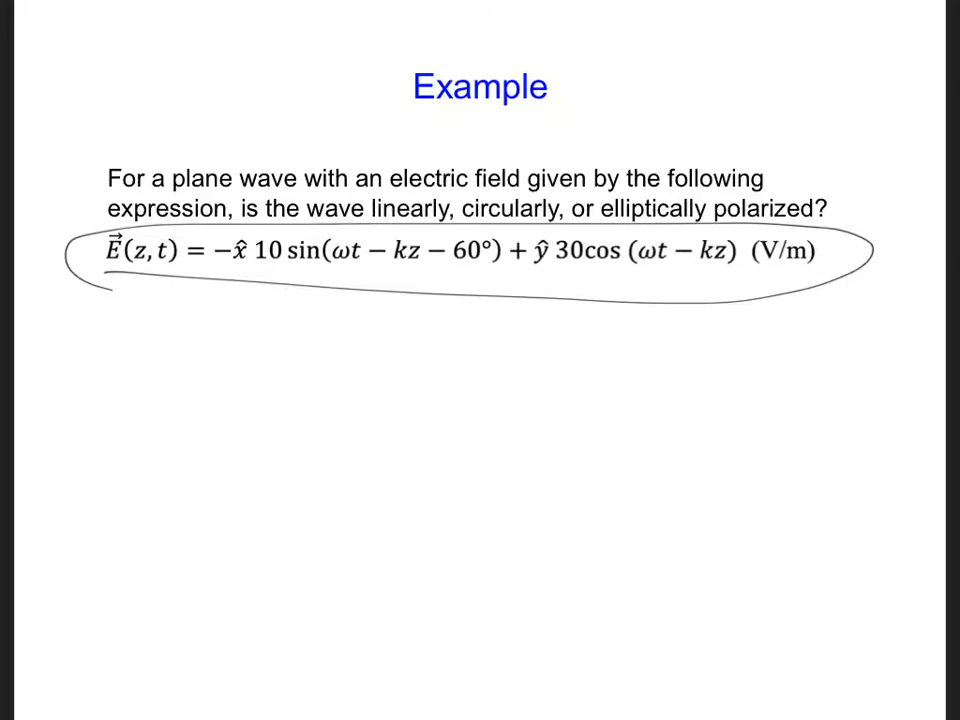 Example
For a plane wave with an electric field given by the following
expression, is the wave linearly, circularly, or elliptically polarized?
E⃗(z, t) = −x̂ 10 sin(ωt − kz − 60°) + ŷ 30cos (ωt − kz) (V/m)